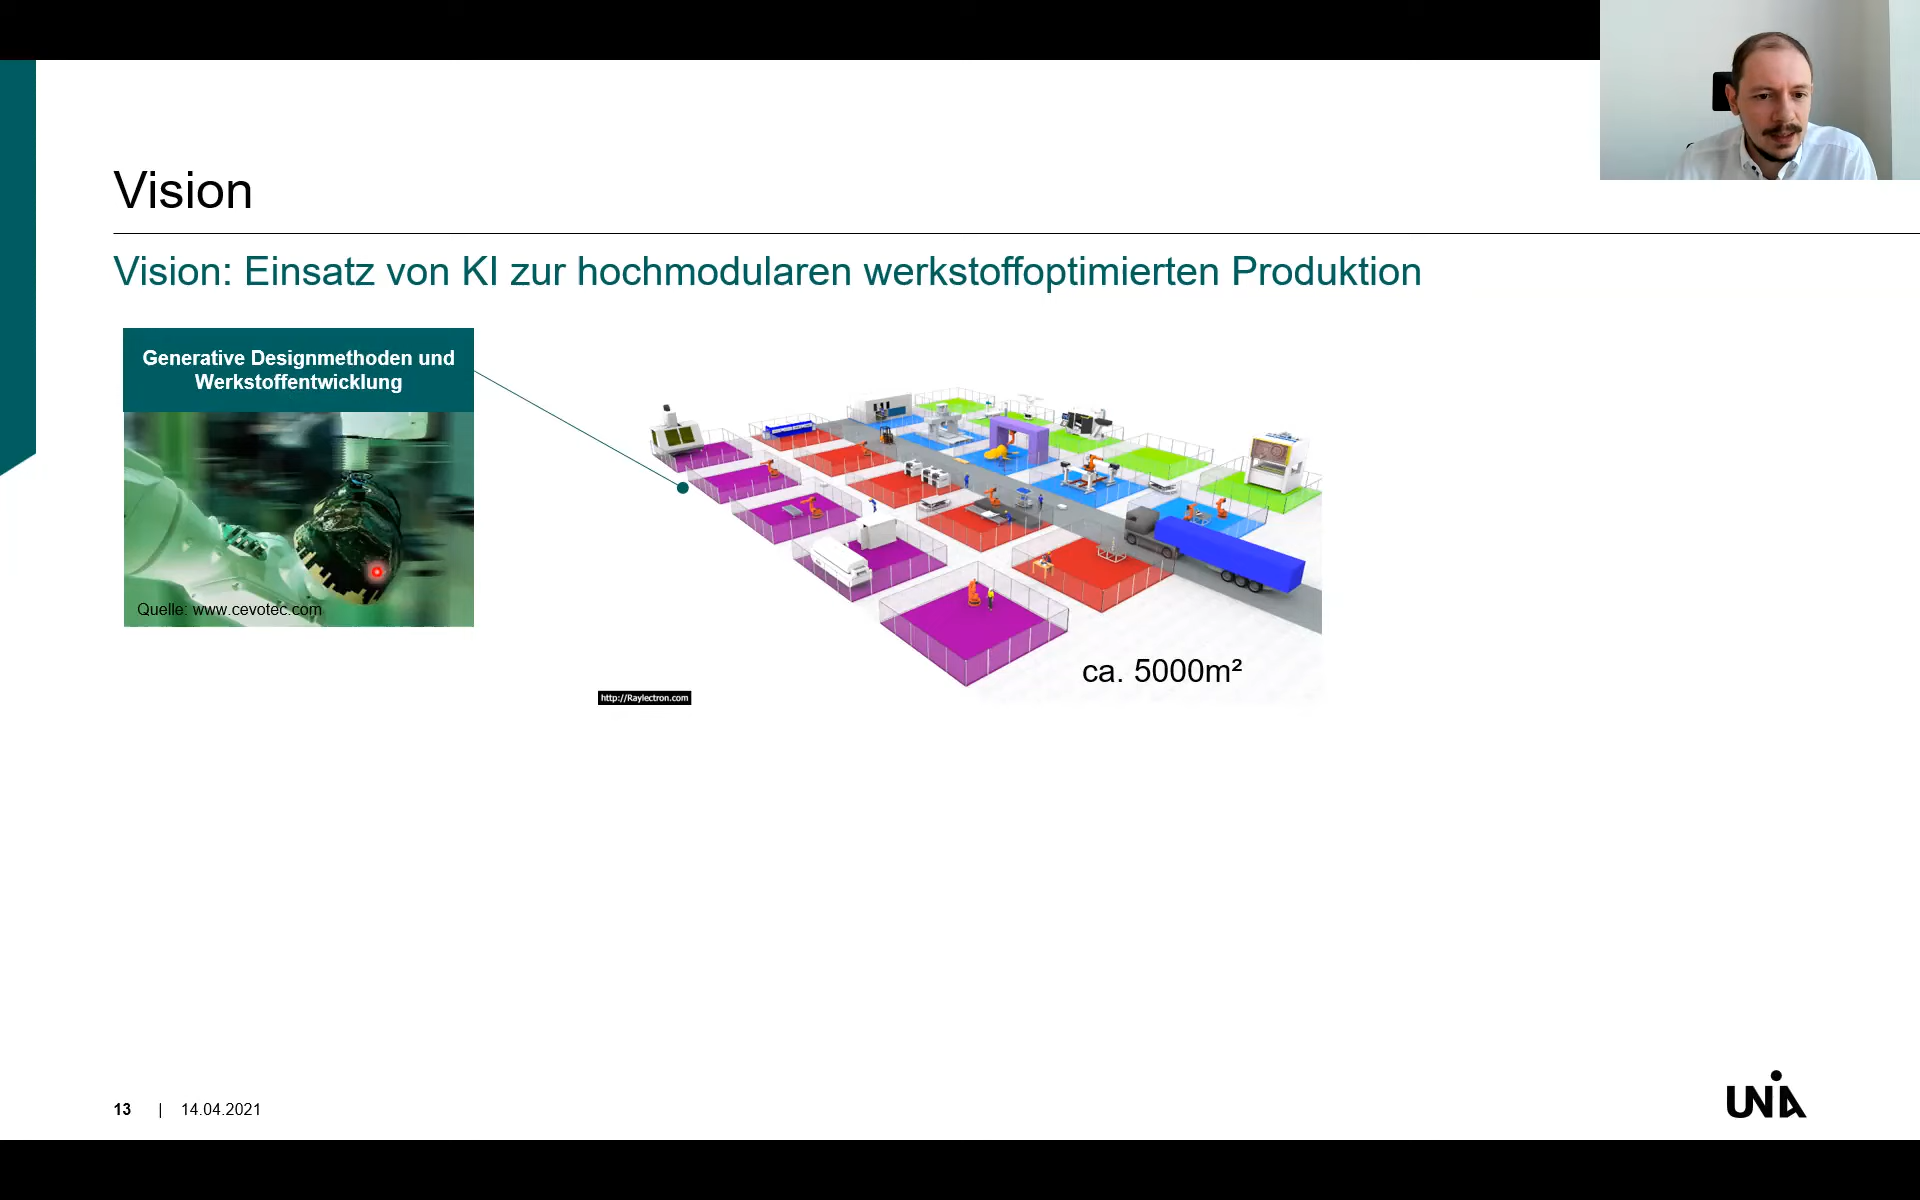 Vision
Vision: Einsatz von KI zur hochmodularen werkstoffoptimierten Produktion
Generative Designmethoden und
Werkstoffentwicklung
Quelle: www.cevotec.com
ca. 5000m²
http://Raylectron.com
13 | 14.04.2021
UNIA